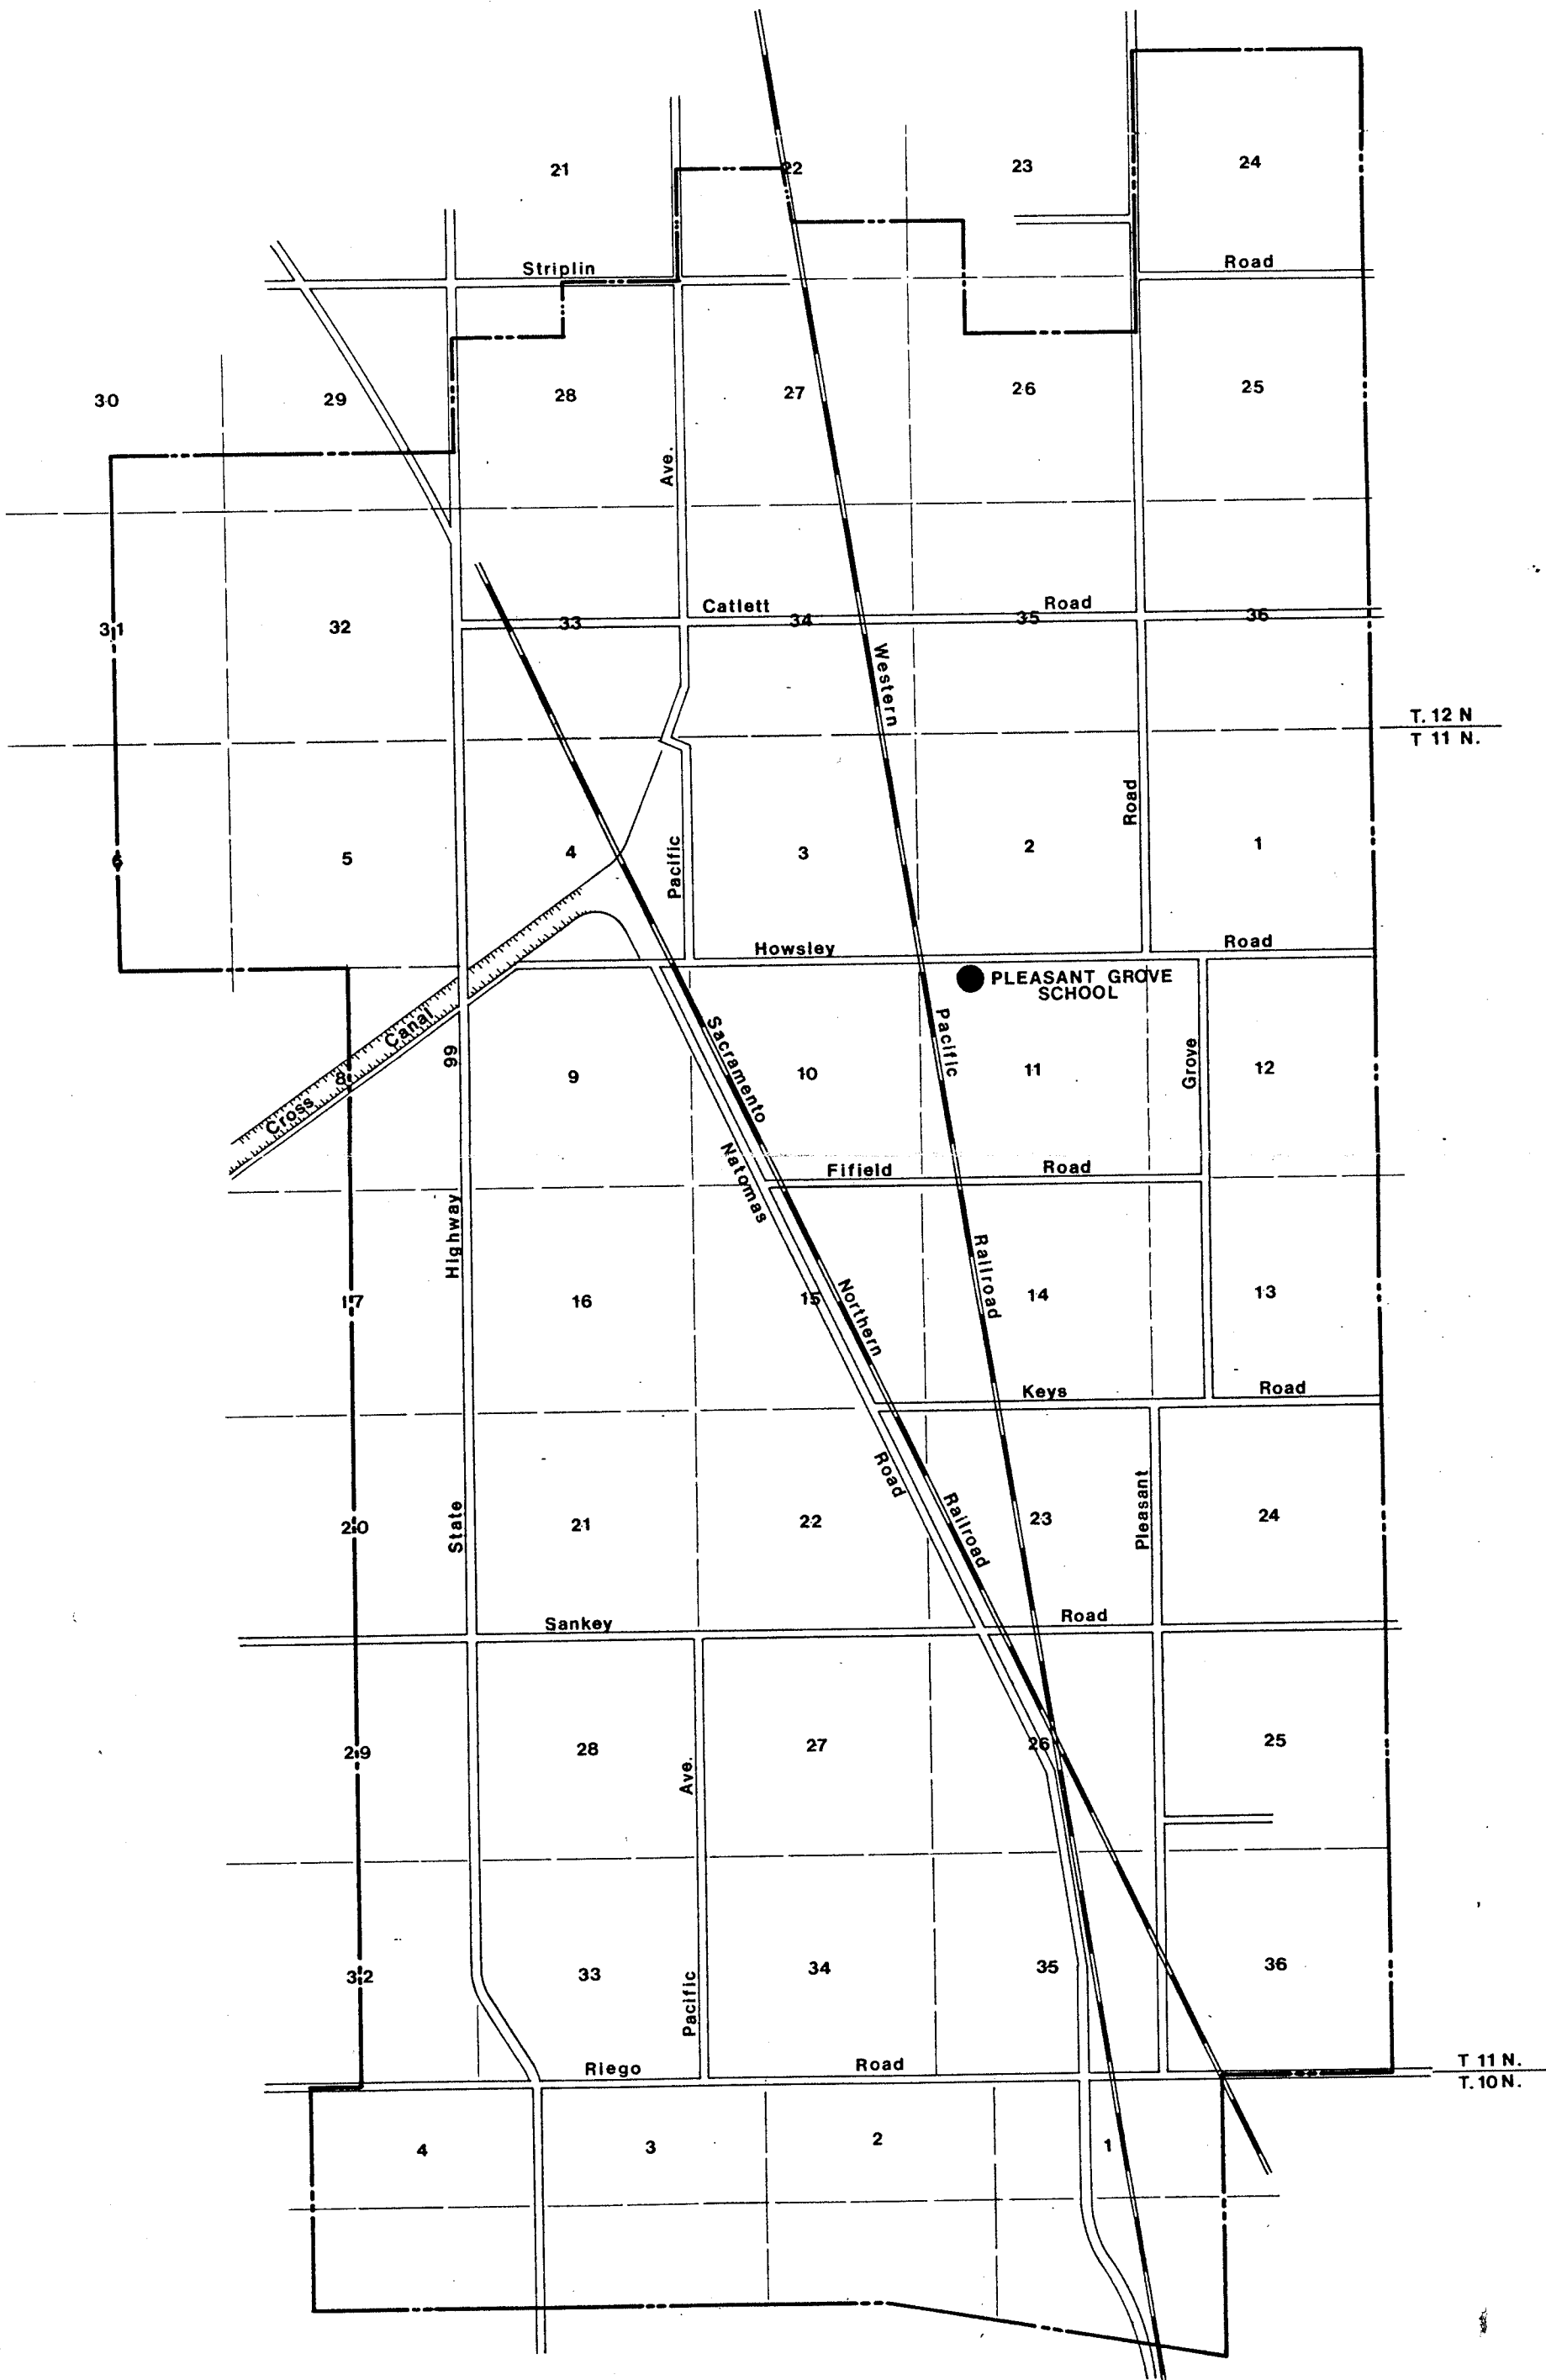 21
22
23
24
Striplin
Road
30
29
28
27
26
25
Ave.
31
32
33
Catlett
34
Road
35
36
Western
T. 12 N
T 11 N.
6
5
4
Pacific
3
2
Road
1
Howsley
Road
PLEASANT GROVE
SCHOOL
Cross
8
Canal
99
9
Sacramento
10
Pacific
11
Grove
12
Natomas
Fifield
Road
Highway
17
16
15
Northern
Railroad
14
13
Keys
Road
State
20
21
22
Road
Railroad
23
Pleasant
24
Sankey
Road
29
28
Ave.
27
26
25
32
33
Pacific
34
35
36
Riego
Road
T 11 N.
T. 10 N.
4
3
2
1